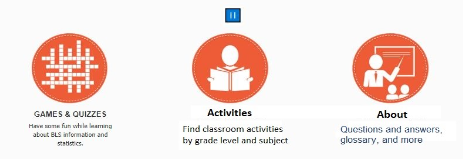 GAMES & QUIZZES
Have some fun while learning
about BLS information and
statistics.
Activities
Find classroom activities
by grade level and subject
About
Questions and answers,
glossary, and more